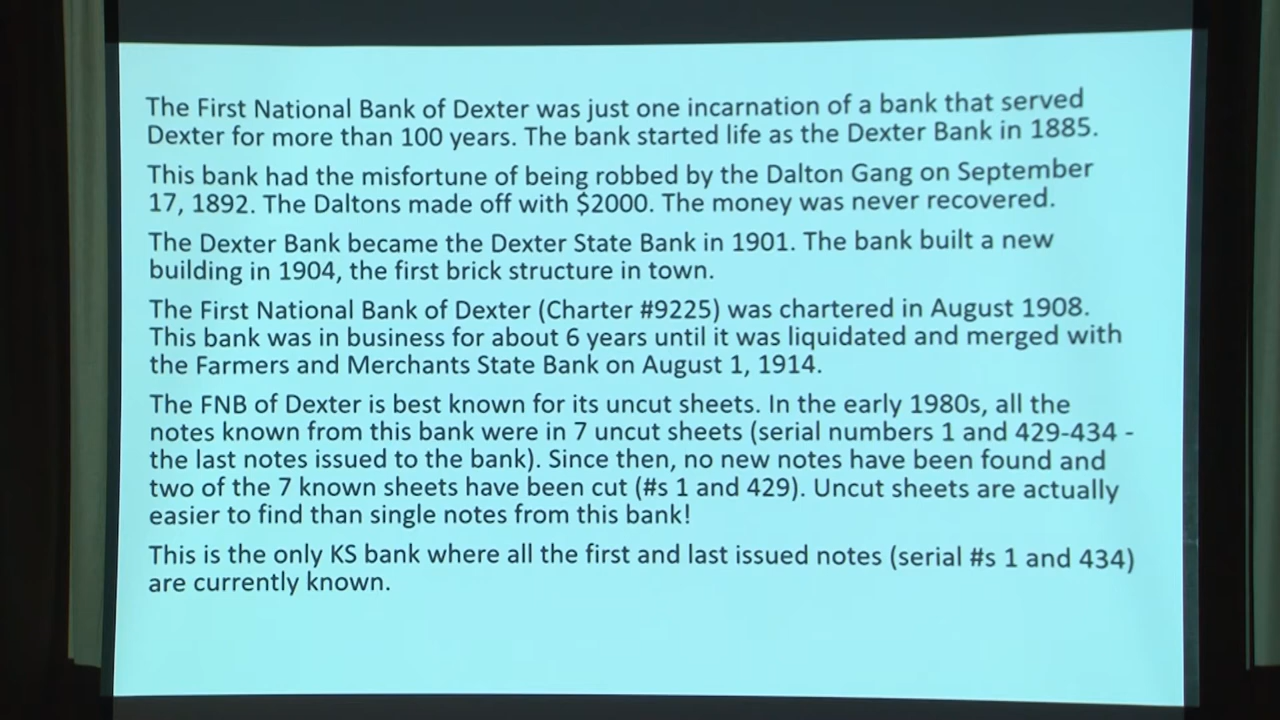 The First National Bank of Dexter was just one incarnation of a bank that served
Dexter for more than 100 years. The bank started life as the Dexter Bank in 1885.
This bank had the misfortune of being robbed by the Dalton Gang on September
17, 1892. The Daltons made off with $2000. The money was never recovered.
The Dexter Bank became the Dexter State Bank in 1901. The bank built a new
building in 1904, the first brick structure in town.
The First National Bank of Dexter (Charter #9225) was chartered in August 1908.
This bank was in business for about 6 years until it was liquidated and merged with
the Farmers and Merchants State Bank on August 1, 1914.
The FNB of Dexter is best known for its uncut sheets. In the early 1980s, all the
notes known from this bank were in 7 uncut sheets (serial numbers 1 and 429-434 -
the last notes issued to the bank). Since then, no new notes have been found and
two of the 7 known sheets have been cut (#s 1 and 429). Uncut sheets are actually
easier to find than single notes from this bank!
This is the only KS bank where all the first and last issued notes (serial #s 1 and 434)
are currently known.